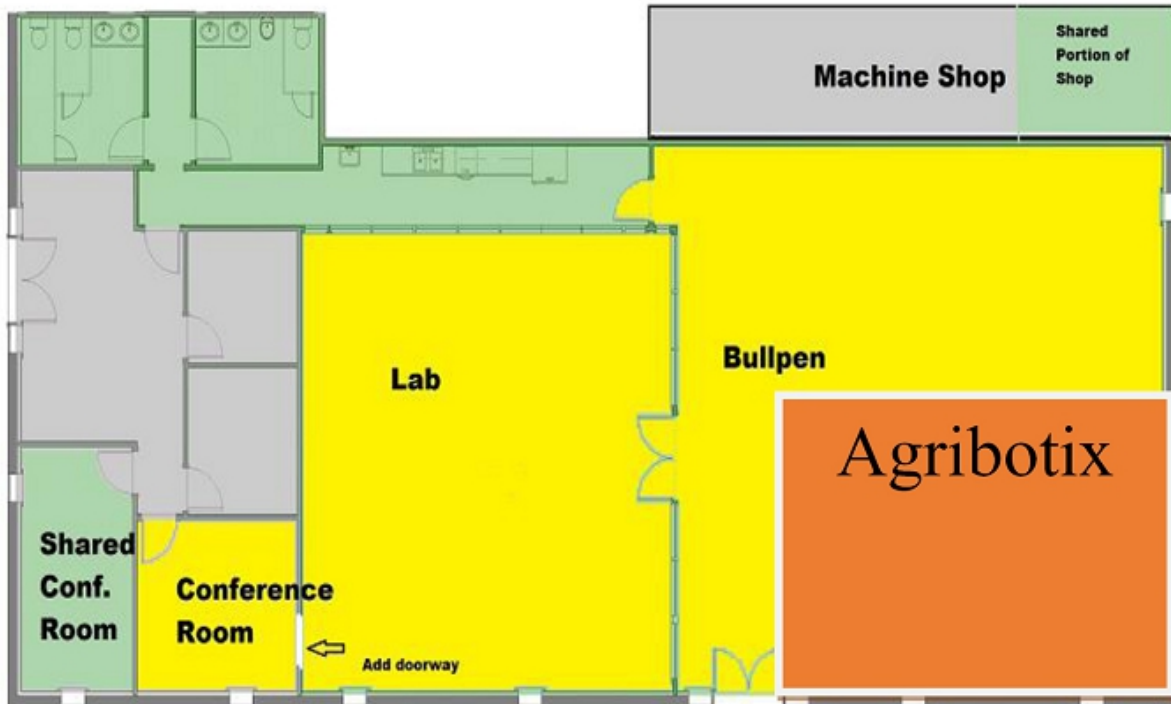 Shared
Portion of
Shop
Machine Shop
Bullpen
Lab
Agribotix
Shared
Conf.
Room
Conference
Room
Add doorway